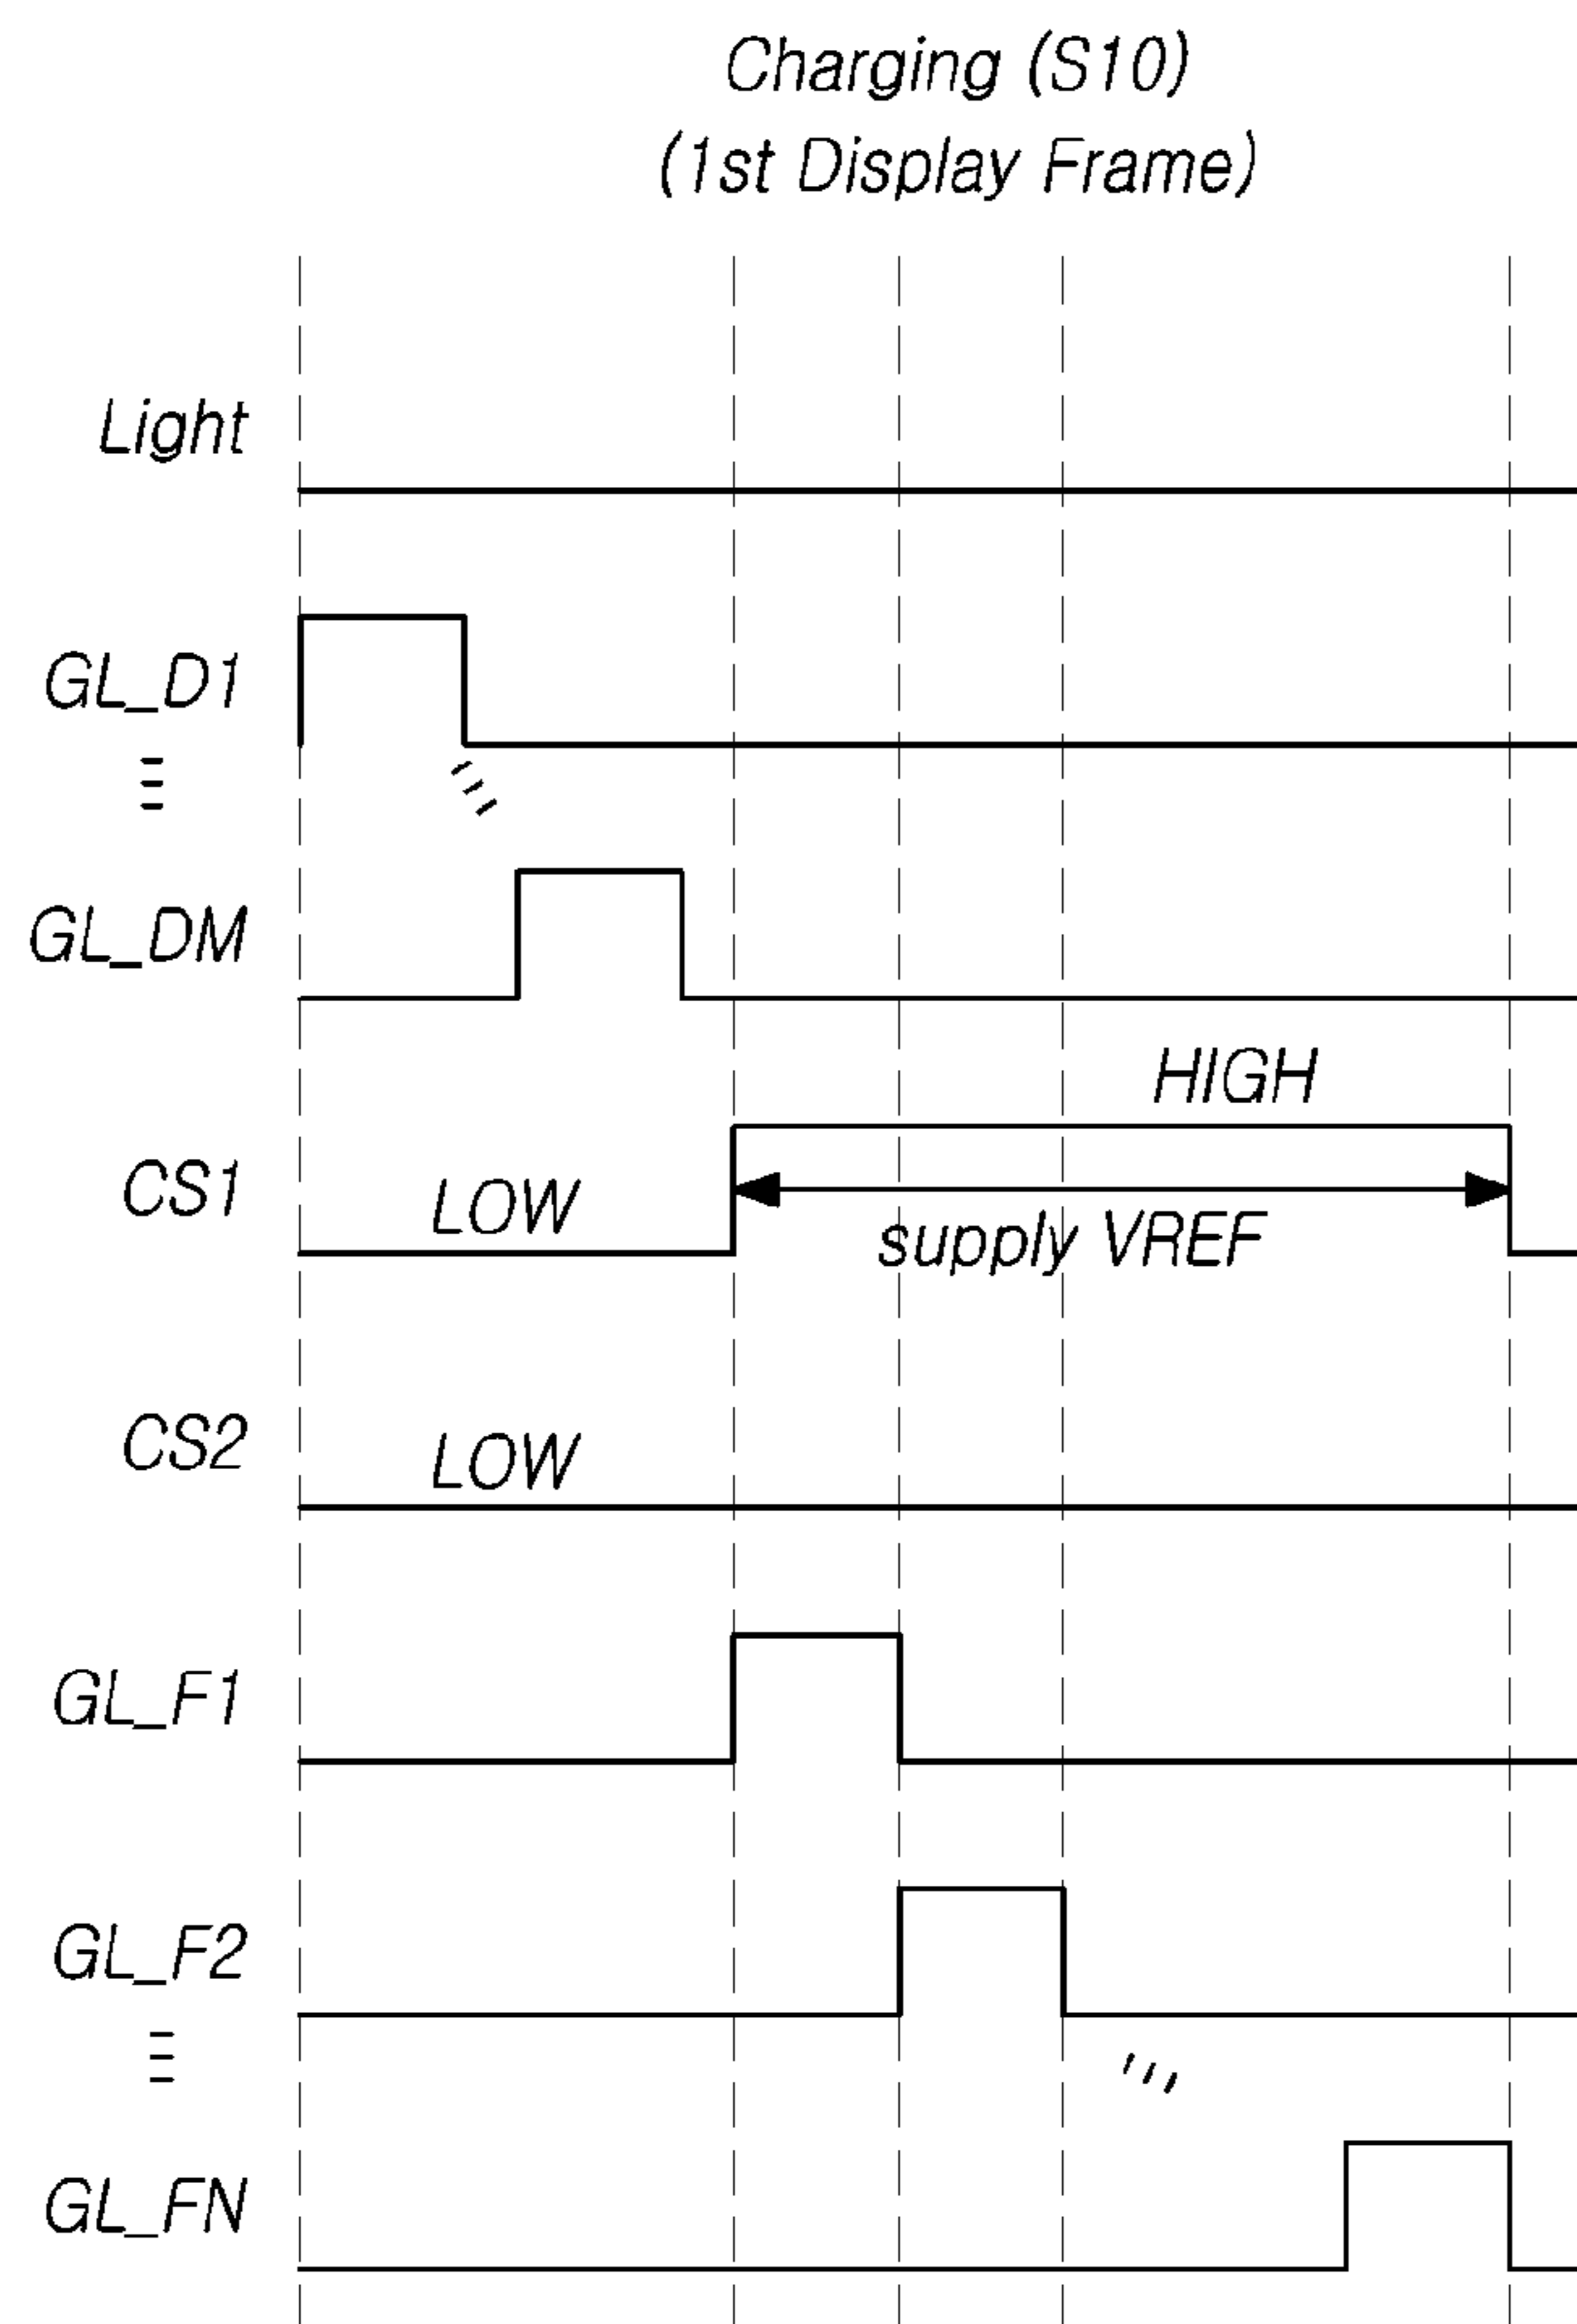 Charging (S10)
(1st Display Frame)
Light
GL_D1
GL_DM
HIGH
CS1
LOW
supply VREF
CS2
LOW
GL_F1
GL_F2
GL_FN